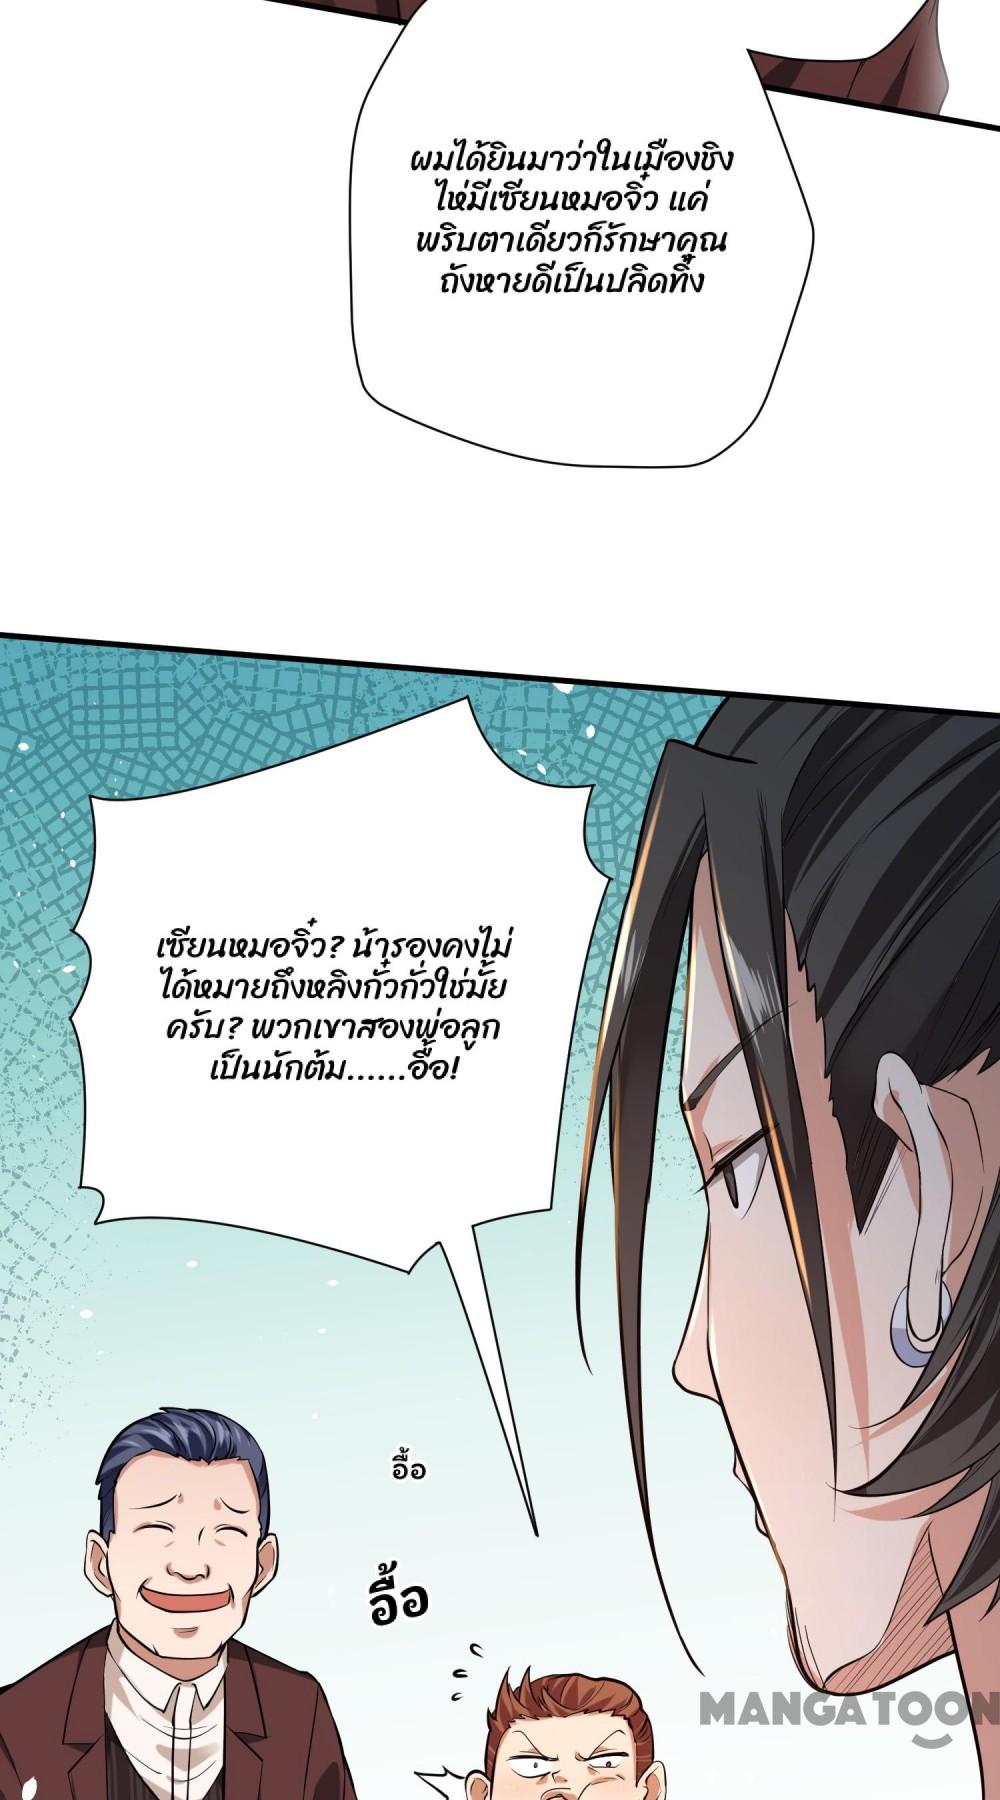 ผมได้ยินมาว่าในเมืองชิง
ไห่มีเซียนหมอจิ๋ว แค่
พริบตาเดียวก็รักษาคุณ
ถังหายดีเป็นปลิดทิ้ง
เซียนหมอจิ๋ว? น้ารองคงไม่
ได้หมายถึงหลิงกั๋วกั่วใช่มั้ย
ครับ? พวกเขาสองพ่อลูก
เป็นนักต้ม......อื้อ!
อื้อ
อื้อ
MANGATOON